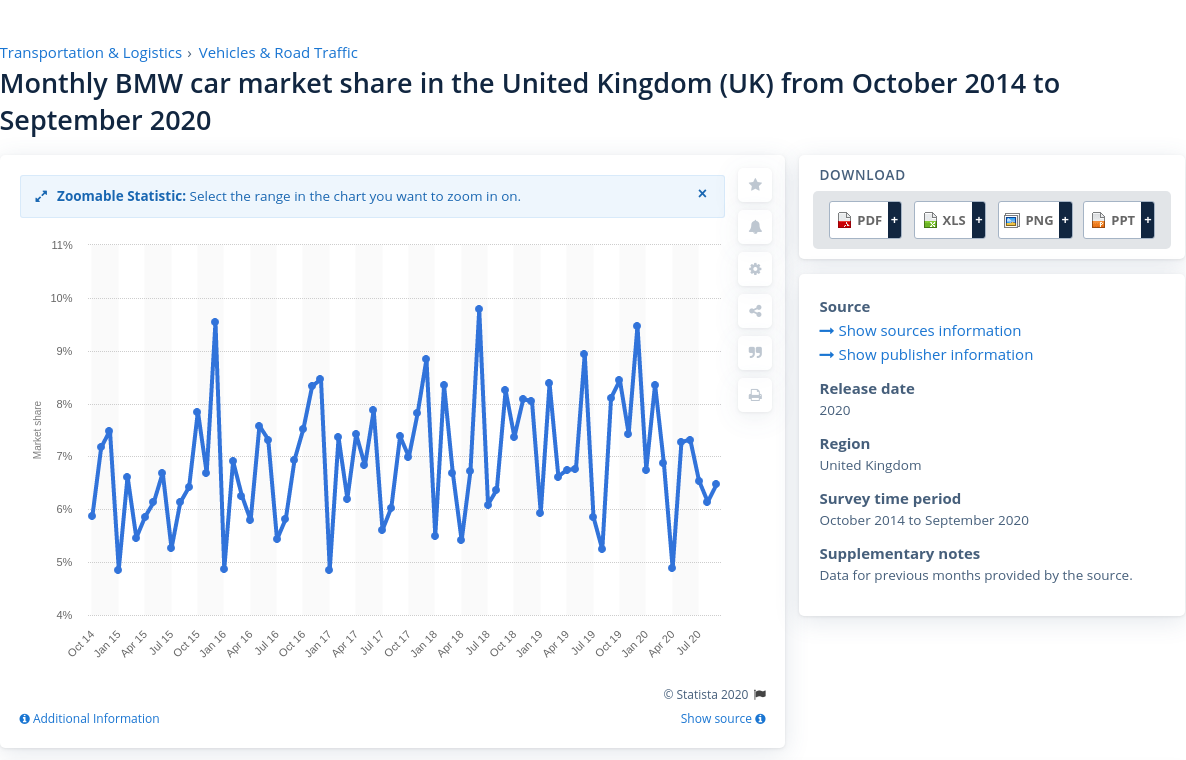 Transportation & Logistics › Vehicles & Road Traffic
Monthly BMW car market share in the United Kingdom (UK) from October 2014 to
September 2020
Zoomable Statistic: Select the range in the chart you want to zoom in on.
×
11%
10%
9%
8%
7%
6%
5%
4%
Market share
Oct 14
Jan 15
Apr 15
Jul 15
Oct 15
Jan 16
Apr 16
Jul 16
Oct 16
Jan 17
Apr 17
Jul 17
Oct 17
Jan 18
Apr 18
Jul 18
Oct 18
Jan 19
Apr 19
Jul 19
Oct 19
Jan 20
Apr 20
Jul 20
© Statista 2020
Additional Information
Show source
DOWNLOAD
PDF + XLS + PNG + PPT +
Source
Show sources information
Show publisher information
Release date
2020
Region
United Kingdom
Survey time period
October 2014 to September 2020
Supplementary notes
Data for previous months provided by the source.